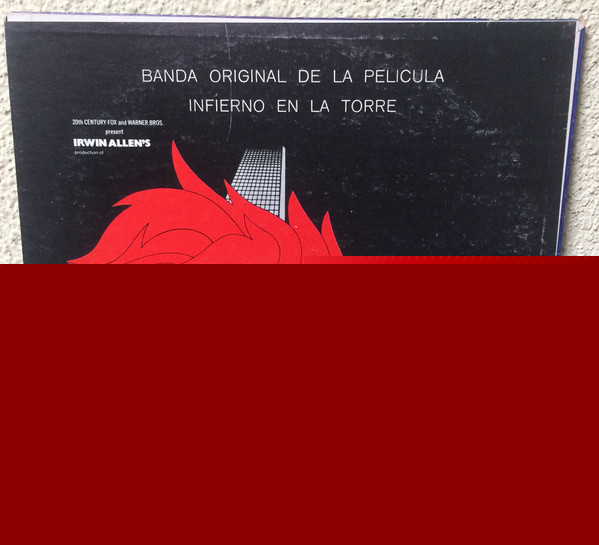 BANDA ORIGINAL DE LA PELICULA
INFIERNO EN LA TORRE
20th CENTURY-FOX and WARNER BROS.
present
IRWIN ALLEN'S
production of